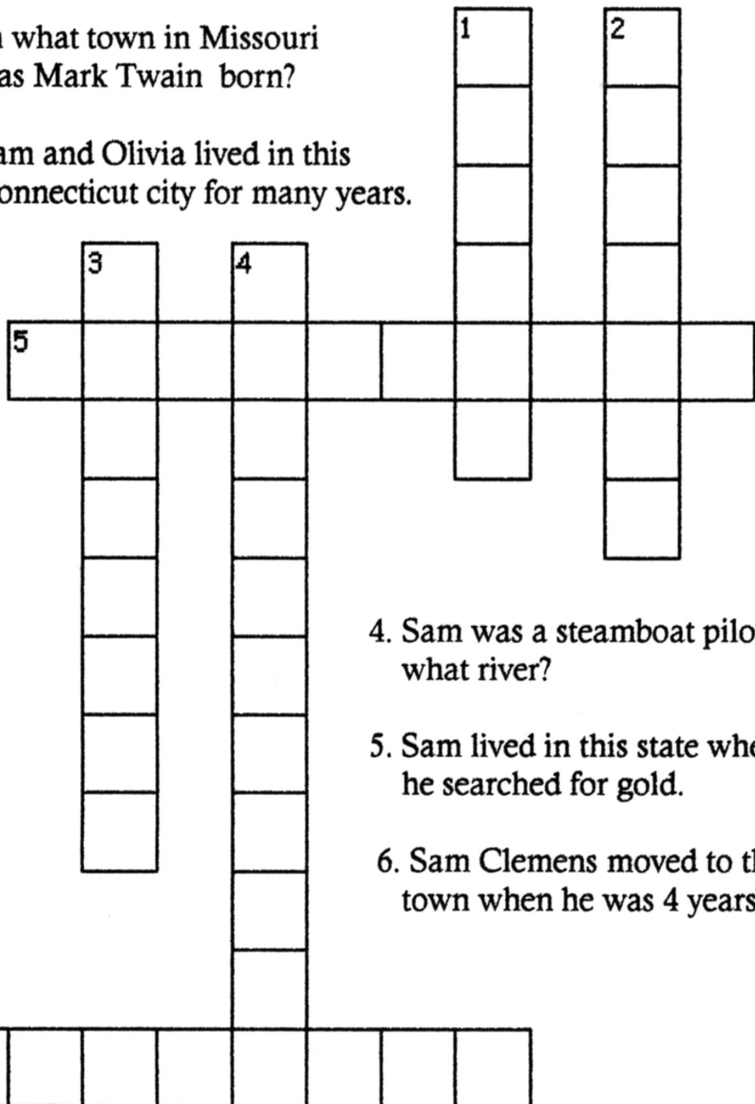 what town in Missouri
as Mark Twain born?
am and Olivia lived in this
onnecticut city for many years.
1
2
3
4
5
4. Sam was a steamboat pilo
what river?
5. Sam lived in this state whe
he searched for gold.
6. Sam Clemens moved to t
town when he was 4 years